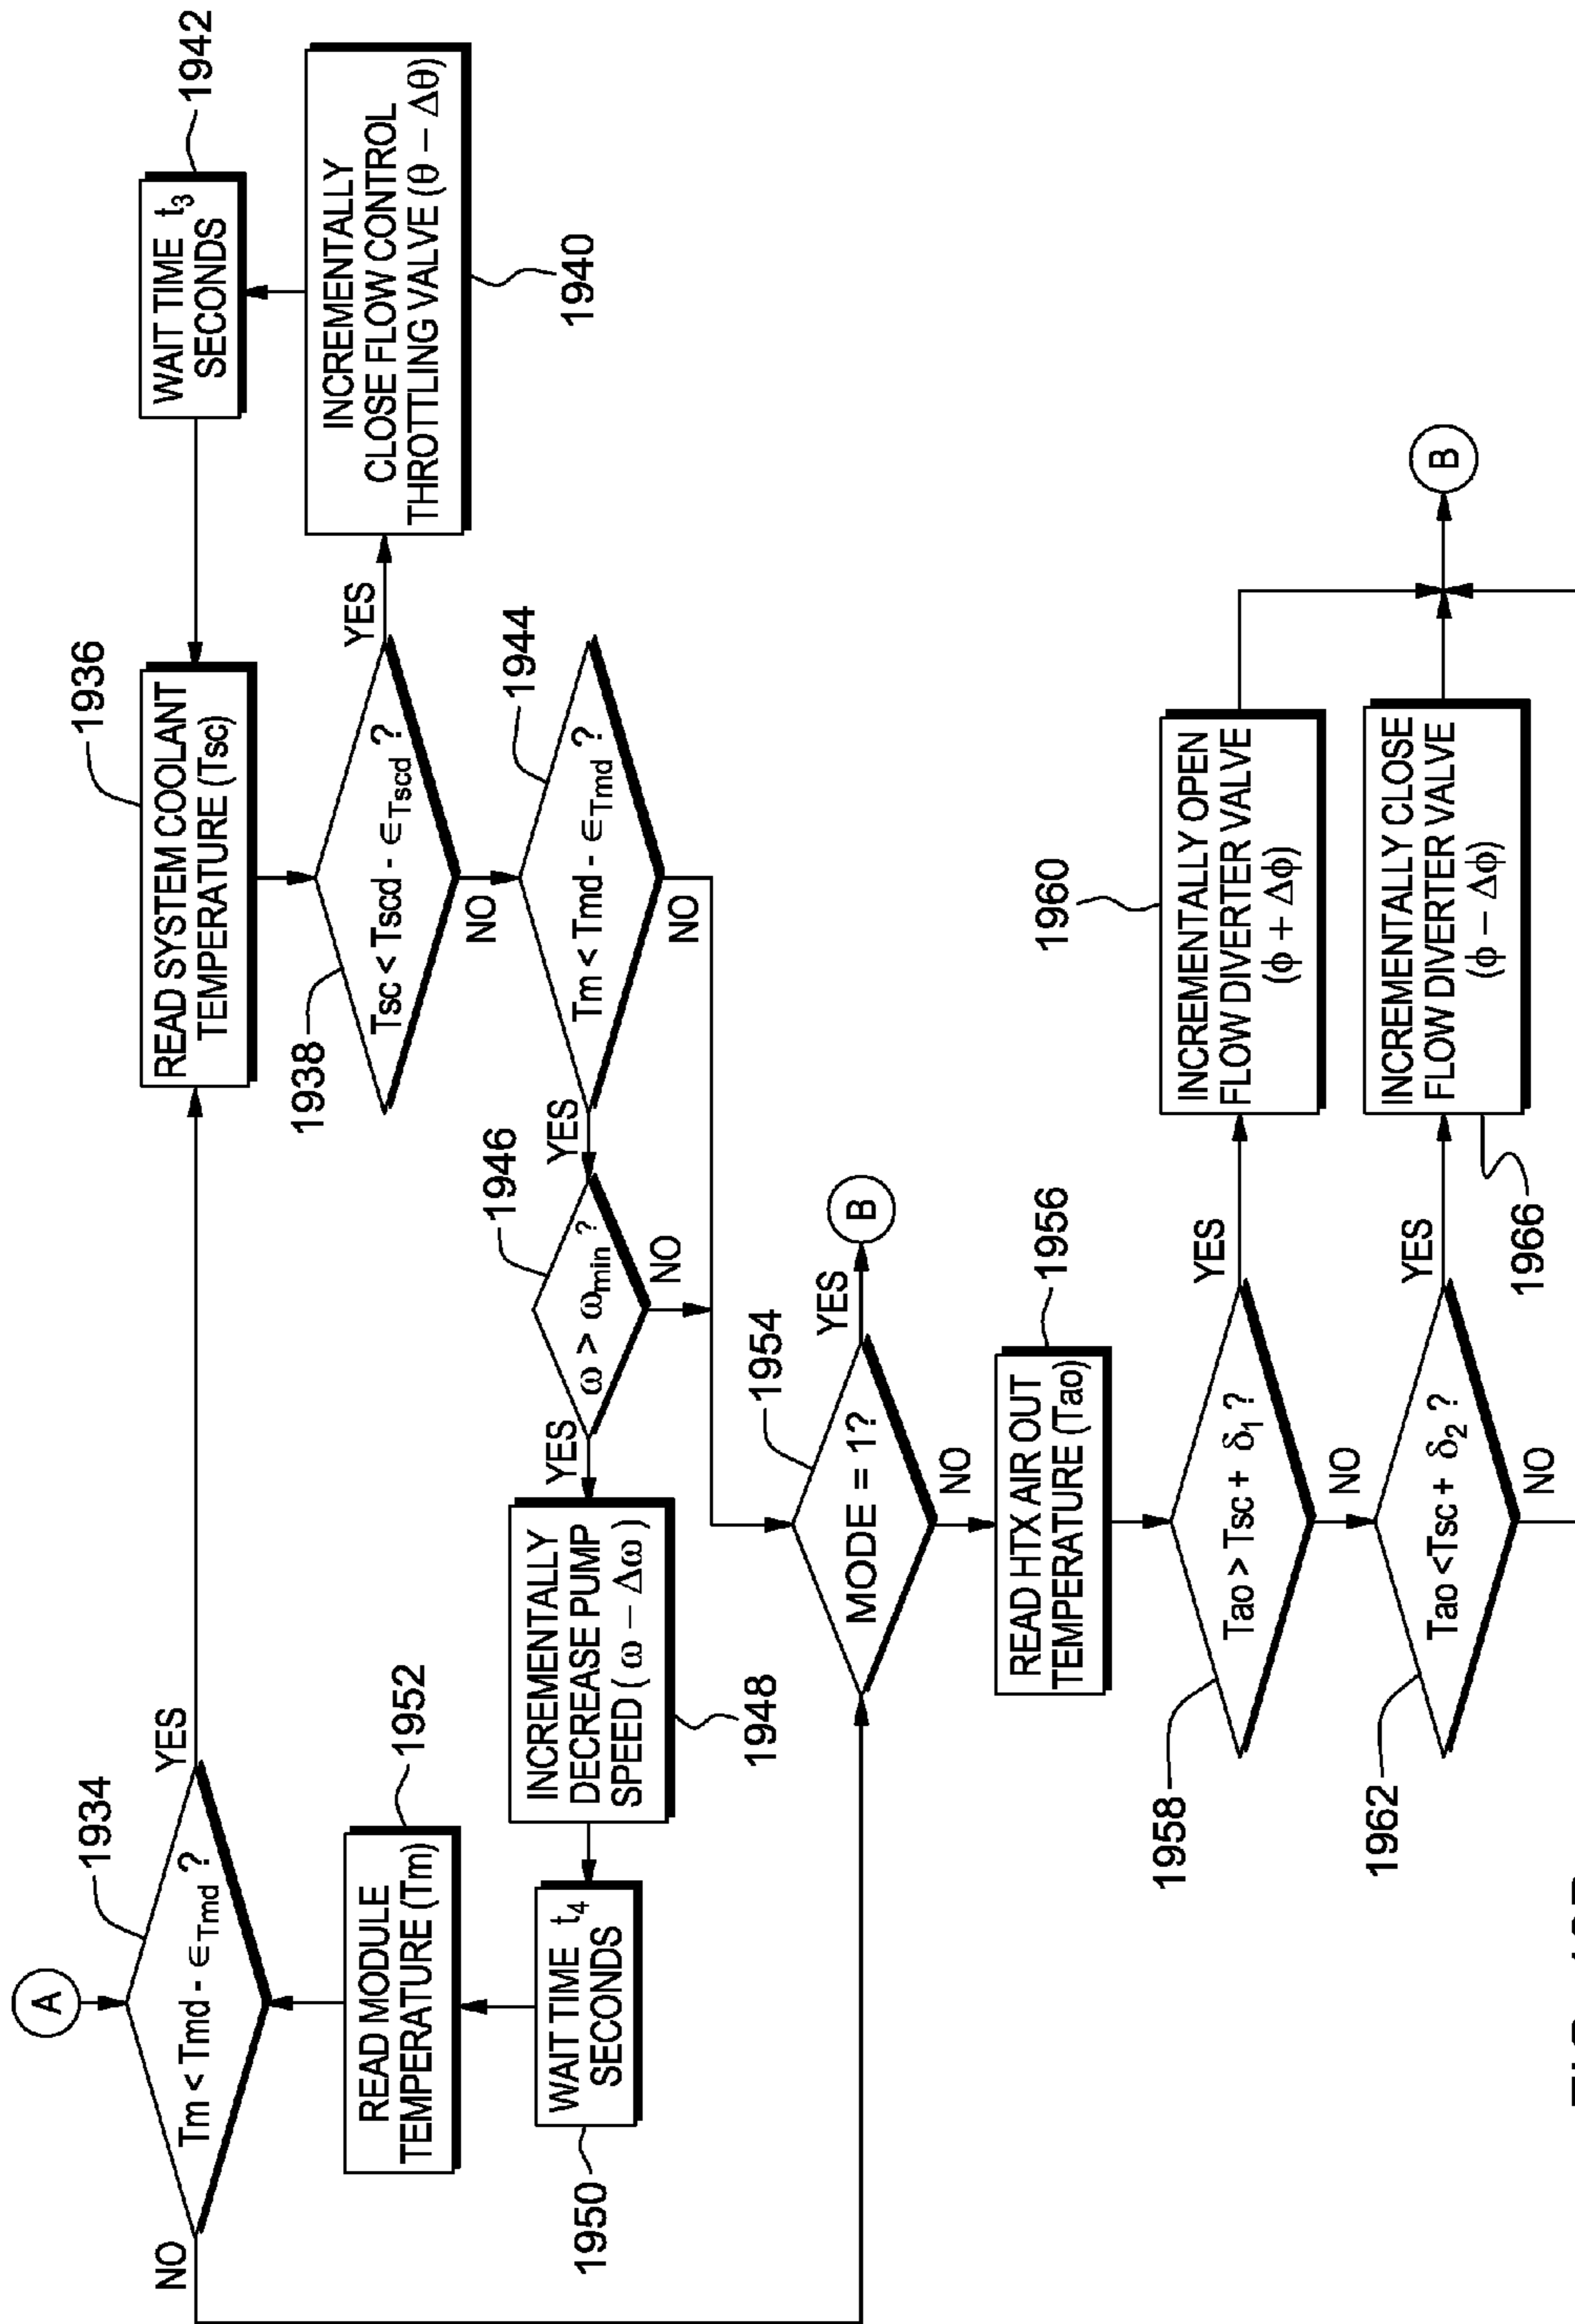 A
1934
Tm < Tmd - ∈Tmd ?
YES
NO
1936
READ SYSTEM COOLANT
TEMPERATURE (Tsc)
1942
WAIT TIME t3
SECONDS
1938
Tsc < Tscd - ∈Tscd ?
YES
NO
INCREMENTALLY
CLOSE FLOW CONTROL
THROTTLING VALVE (θ – Δθ)
1940
1952
READ MODULE
TEMPERATURE (Tm)
1944
Tm < Tmd - ∈Tmd ?
YES
NO
1946
ω > ωmin ?
YES
NO
INCREMENTALLY
DECREASE PUMP
SPEED (ω – Δω)
1948
WAIT TIME t4
SECONDS
1950
1954
MODE = 1?
YES
B
NO
1956
READ HTX AIR OUT
TEMPERATURE (Tao)
1958
Tao > Tsc + δ1 ?
YES
NO
1960
INCREMENTALLY OPEN
FLOW DIVERTER VALVE
(ϕ + Δϕ)
1962
Tao <Tsc + δ2 ?
YES
NO
INCREMENTALLY CLOSE
FLOW DIVERTER VALVE
(ϕ – Δϕ)
1966
B